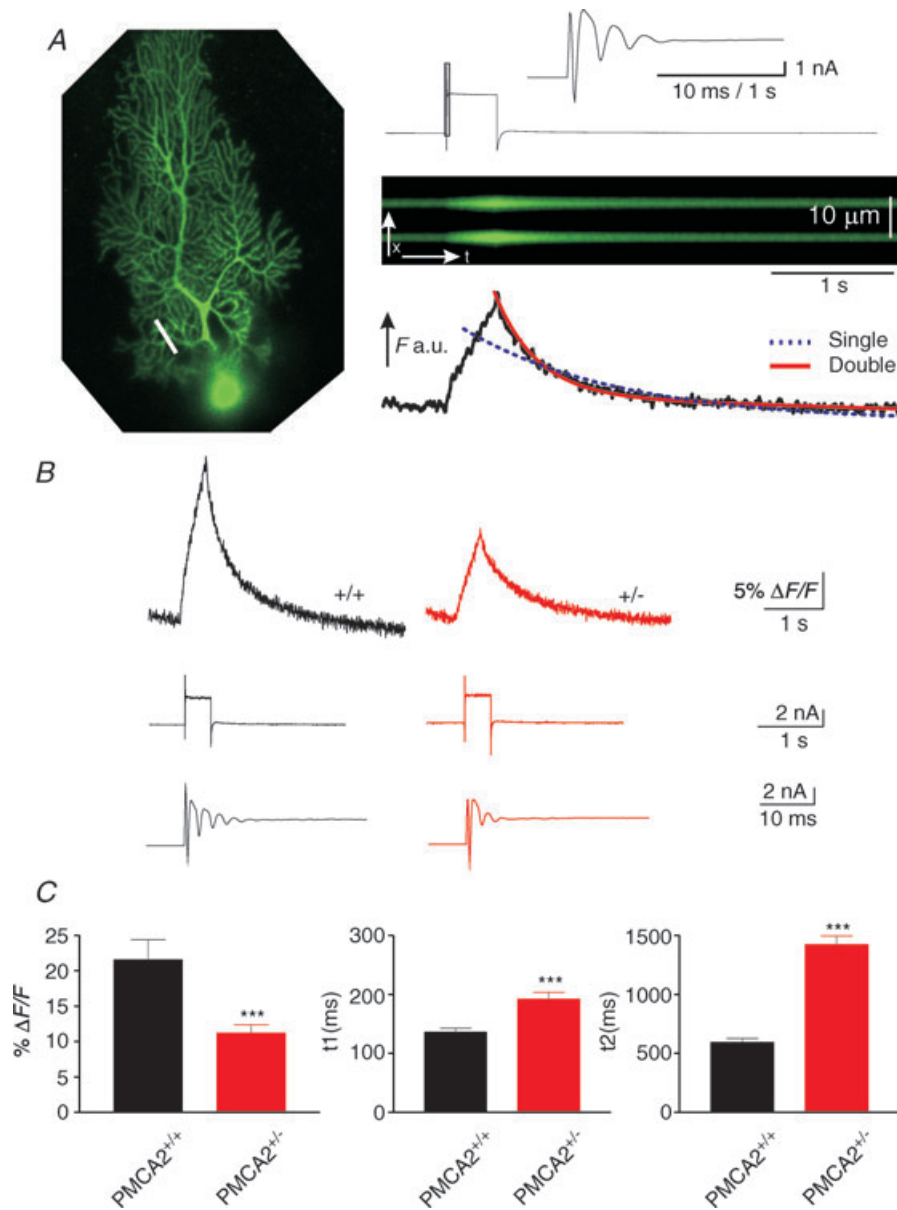 A
1 nA
10 ms / 1 s
10 μm
x
t
1 s
F a.u.
Single
Double
B
+/+
+/-
5% ΔF/F
1 s
2 nA
1 s
2 nA
10 ms
C
25
20
15
10
5
0
% ΔF/F
***
PMCA2+/+
PMCA2+/-
300
200
100
0
t1(ms)
***
PMCA2+/+
PMCA2+/-
1500
1000
500
0
t2(ms)
***
PMCA2+/+
PMCA2+/-